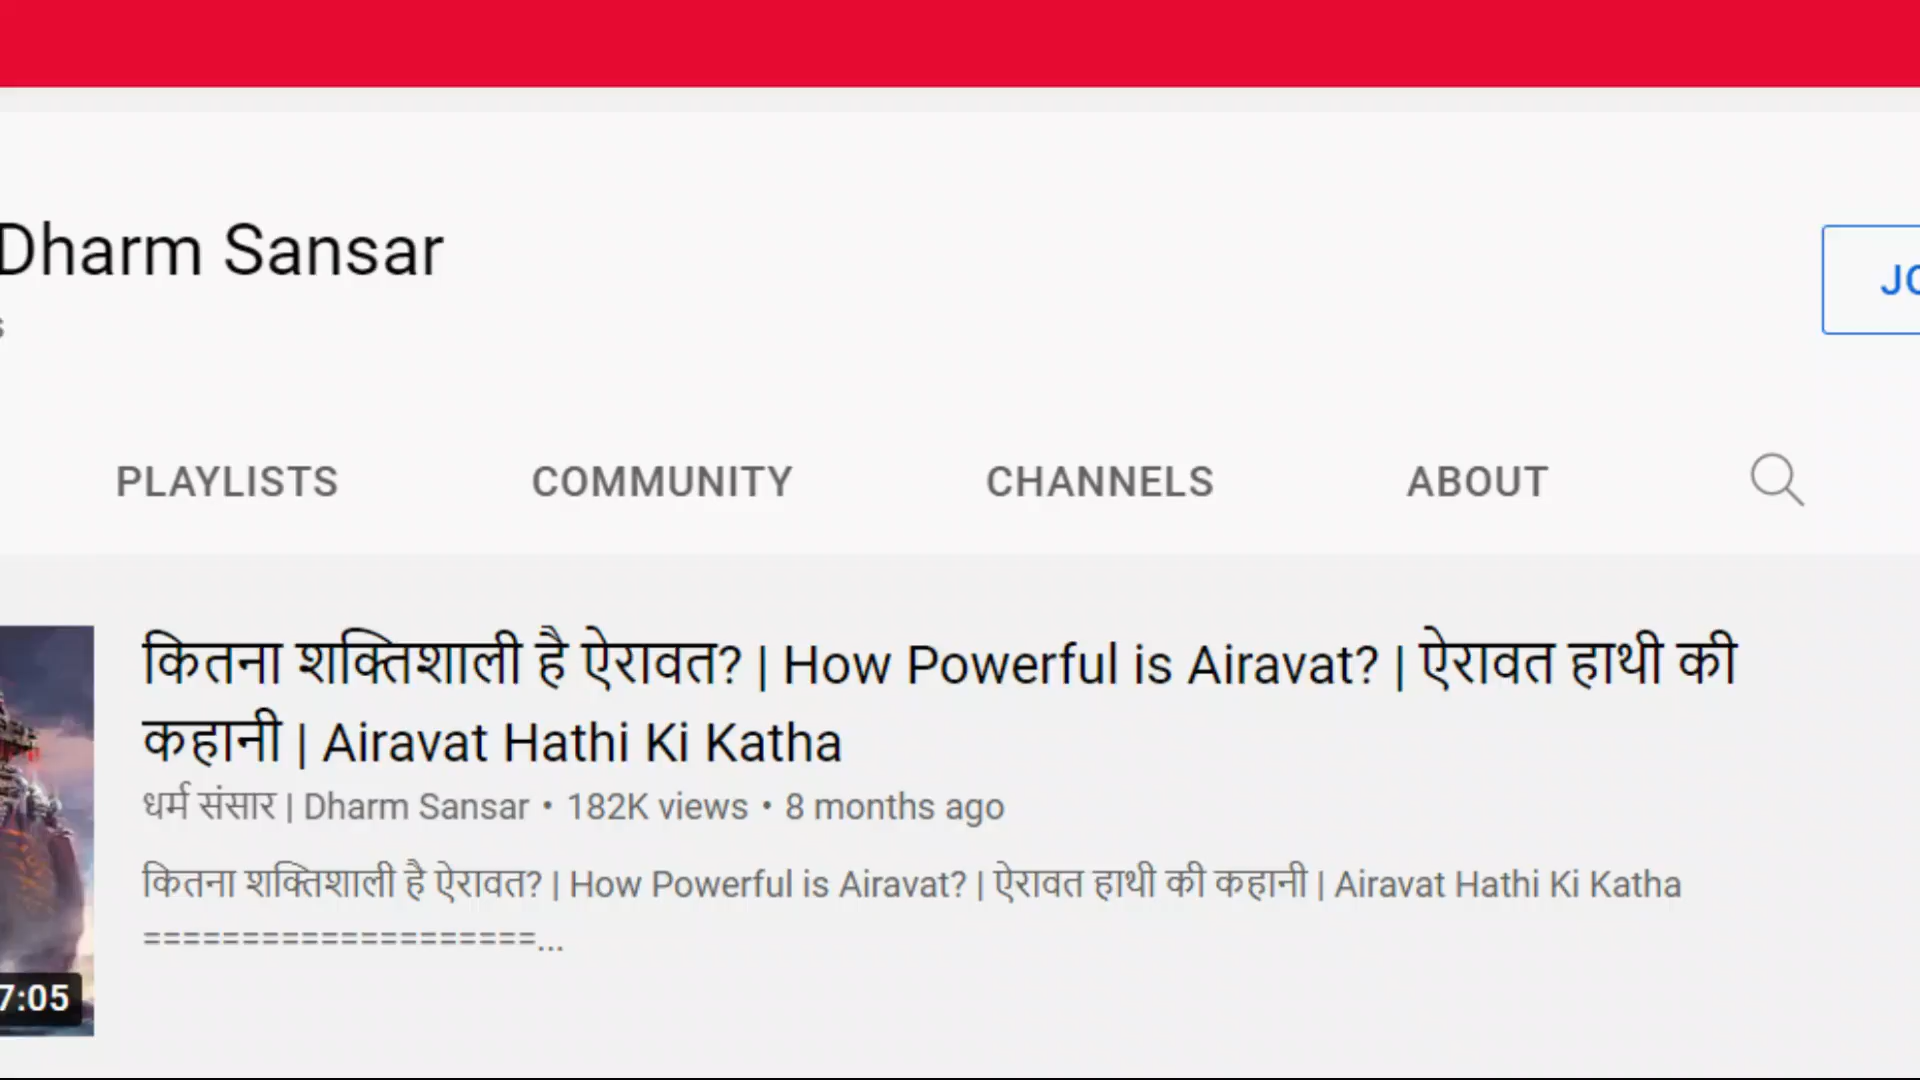 Dharm Sansar
PLAYLISTS COMMUNITY CHANNELS ABOUT
कितना शक्तिशाली है ऐरावत? | How Powerful is Airavat? | ऐरावत हाथी की
कहानी | Airavat Hathi Ki Katha
धर्म संसार | Dharm Sansar • 182K views • 8 months ago
कितना शक्तिशाली है ऐरावत? | How Powerful is Airavat? | ऐरावत हाथी की कहानी | Airavat Hathi Ki Katha
====================...
7:05